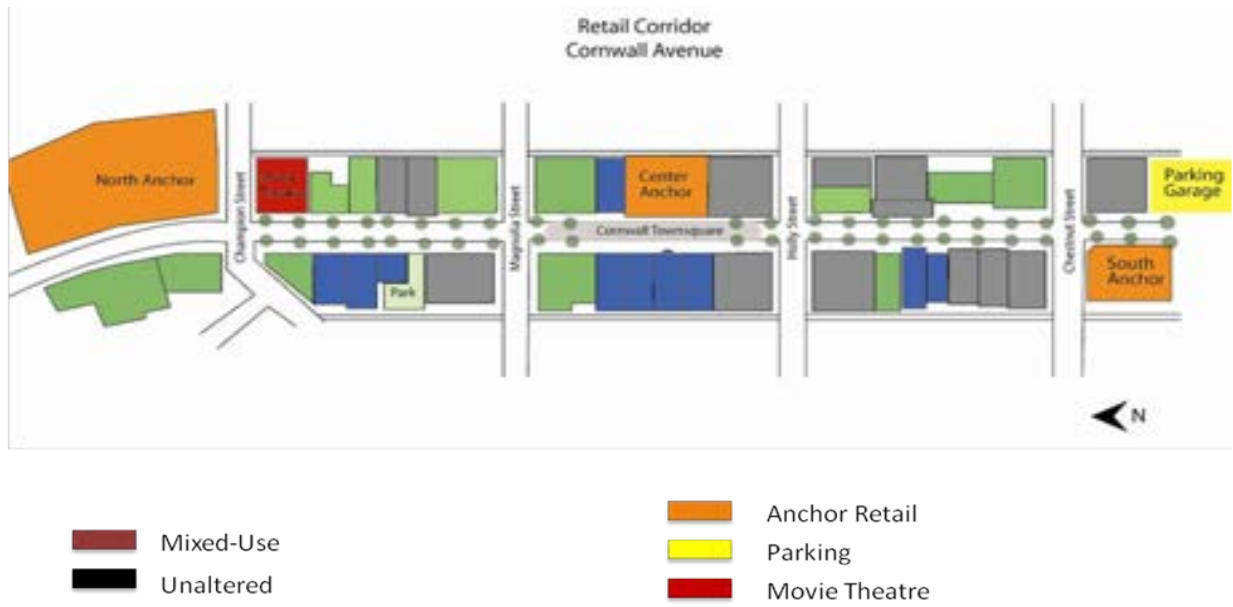 Retail Corridor
Cornwall Avenue
North Anchor
Center
Anchor
Parking
Garage
Champion Street
Magnolia Street
Cornwall Townsquare
Holly Street
Chestnut Street
Park
South
Anchor
N
Mixed-Use
Unaltered
Anchor Retail
Parking
Movie Theatre